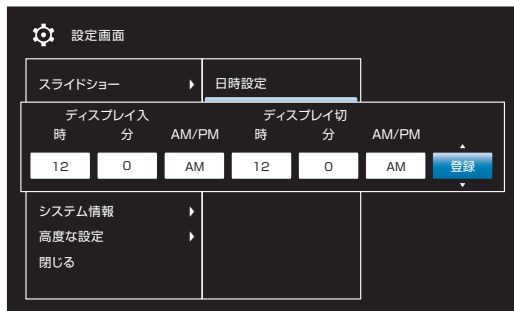 設定画面
スライドショー 日時設定
ディスプレイ入 ディスプレイ切
時 分 AM/PM 時 分 AM/PM
12 0 AM 12 0 AM 登録
システム情報
高度な設定
閉じる